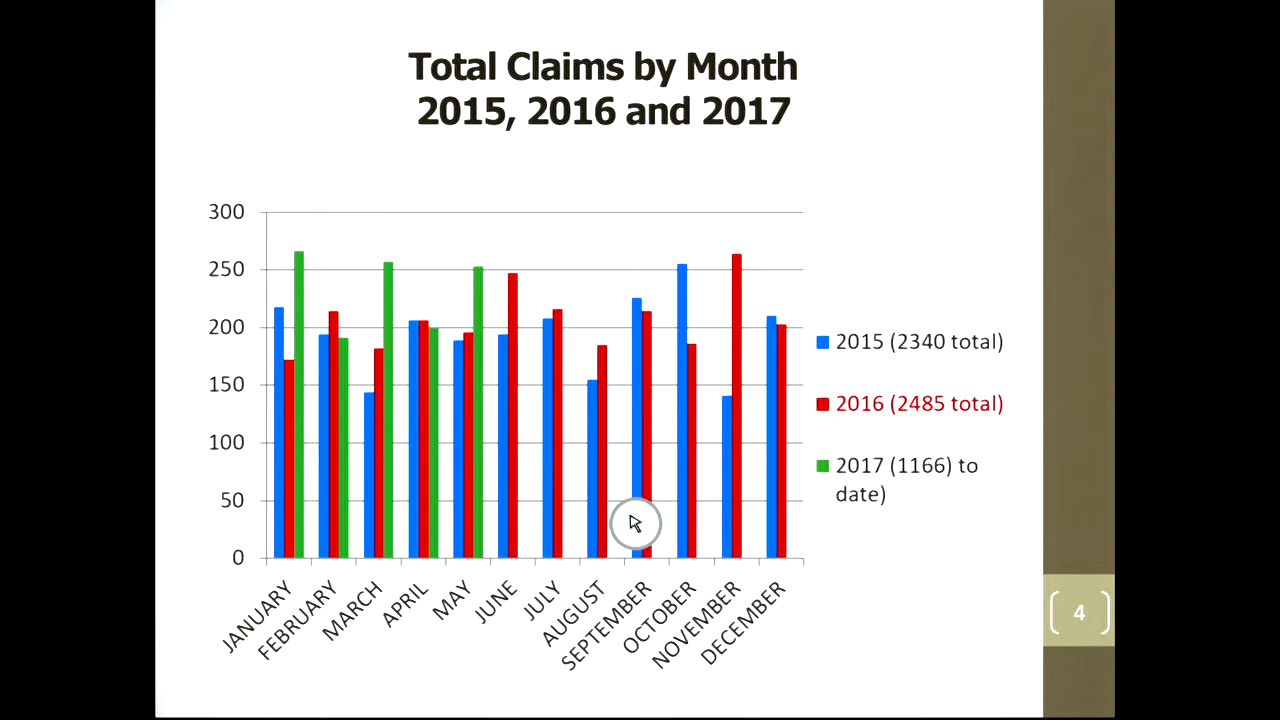 Total Claims by Month
2015, 2016 and 2017
300
250
200
150
100
50
0
JANUARY
FEBRUARY
MARCH
APRIL
MAY
JUNE
JULY
AUGUST
SEPTEMBER
OCTOBER
NOVEMBER
DECEMBER
2015 (2340 total)
2016 (2485 total)
2017 (1166) to
date)
4